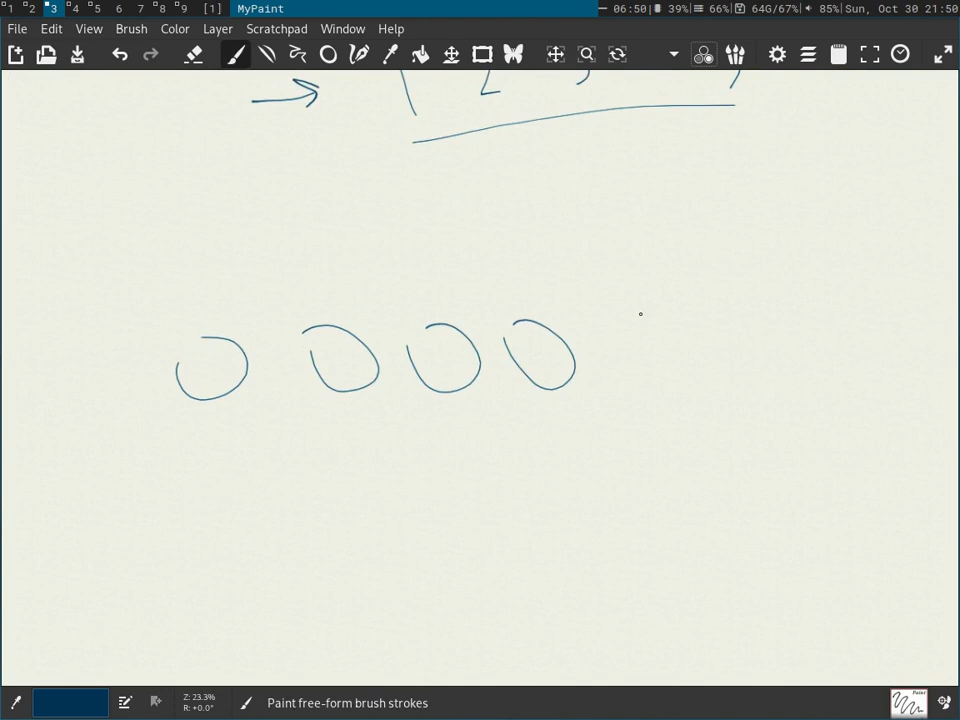 1 2 3 4 5 6 7 8 9 [1] MyPaint 06:50| 39%| 66%| 64G/67%| 85%| Sun, Oct 30 21:50
File Edit View Brush Color Layer Scratchpad Window Help
Z: 23.3%
R: +0.0°
Paint free-form brush strokes